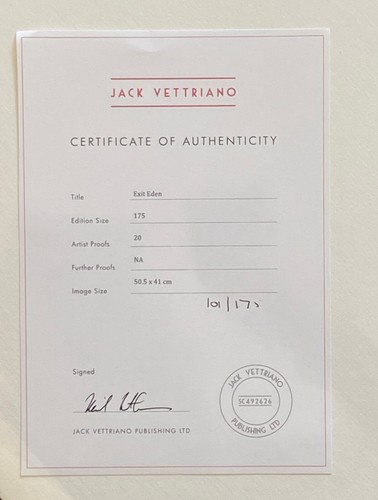 JACK VETTRIANO
CERTIFICATE OF AUTHENTICITY
Title Exit Eden
Edition Size 175
Artist Proofs 20
Further Proofs NA
Image Size 50.5 x 41 cm
101/175
Signed
JACK VETTRIANO PUBLISHING LTD
JACK VETTRIANO
SC492626
PUBLISHING LTD